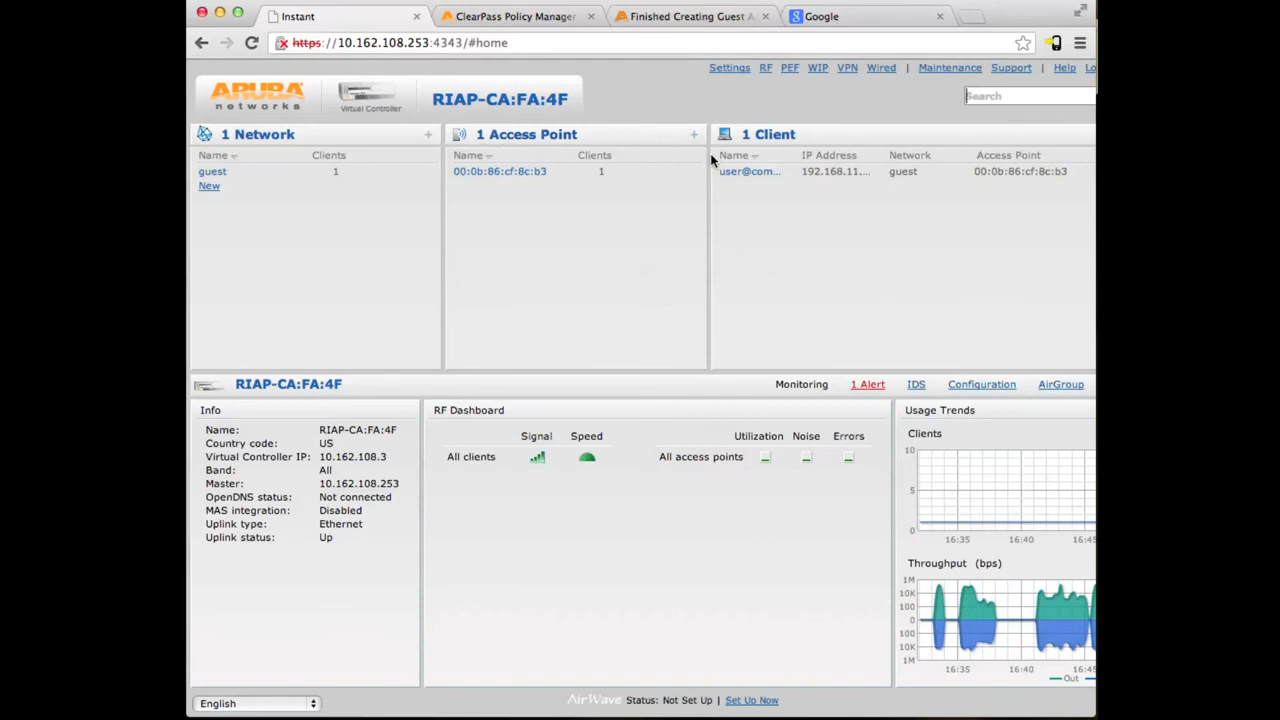 Instant
ClearPass Policy Manager
Finished Creating Guest A
Google
https://10.162.108.253:4343/#home
Settings RF PEF WIP VPN Wired | Maintenance Support | Help Lo
ARUBA networks
Virtual Controller
RIAP-CA:FA:4F
Search
1 Network +
Name Clients
guest 1
New
1 Access Point +
Name Clients
00:0b:86:cf:8c:b3 1
1 Client
Name IP Address Network Access Point
user@com... 192.168.11.... guest 00:0b:86:cf:8c:b3
RIAP-CA:FA:4F
Monitoring 1 Alert IDS Configuration AirGroup
Info
Name: RIAP-CA:FA:4F
Country code: US
Virtual Controller IP: 10.162.108.3
Band: All
Master: 10.162.108.253
OpenDNS status: Not connected
MAS integration: Disabled
Uplink type: Ethernet
Uplink status: Up
RF Dashboard
Signal Speed
All clients
Utilization Noise Errors
All access points
Usage Trends
Clients
10
5
0
16:35 16:40 16:45
Throughput (bps)
1M
10K
100
0
100
10K
1M
16:35 16:40 16:45
Out
English
AirWave Status: Not Set Up | Set Up Now